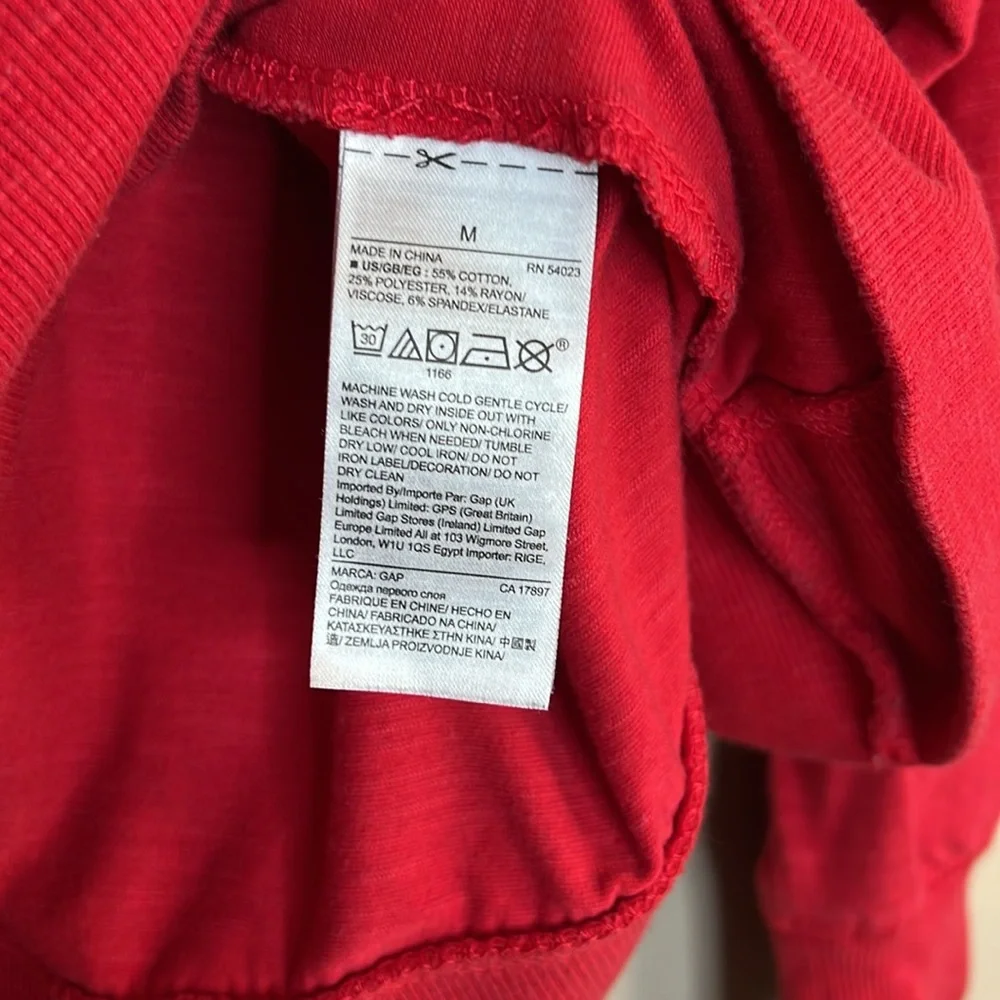 M
MADE IN CHINA RN 54023
■ US/GB/EG : 55% COTTON,
25% POLYESTER, 14% RAYON/
VISCOSE, 6% SPANDEX/ELASTANE
30 ®
1166
MACHINE WASH COLD GENTLE CYCLE/
WASH AND DRY INSIDE OUT WITH
LIKE COLORS/ ONLY NON-CHLORINE
BLEACH WHEN NEEDED/ TUMBLE
DRY LOW/ COOL IRON/ DO NOT
IRON LABEL/DECORATION/ DO NOT
DRY CLEAN
Imported By/Importe Par: Gap (UK
Holdings) Limited: GPS (Great Britain)
Limited Gap Stores (Ireland) Limited Gap
Europe Limited All at 103 Wigmore Street,
London, W1U 1QS Egypt Importer: RIGE,
LLC
MARCA: GAP CA 17897
Одежда первого слоя
FABRIQUE EN CHINE/ HECHO EN
CHINA/ FABRICADO NA CHINA/
ΚΑΤΑΣΚΕΥΑΣΤΗΚΕ ΣΤΗΝ ΚΙΝΑ/ 中國製
造/ ZEMLJA PROIZVODNJE KINA/